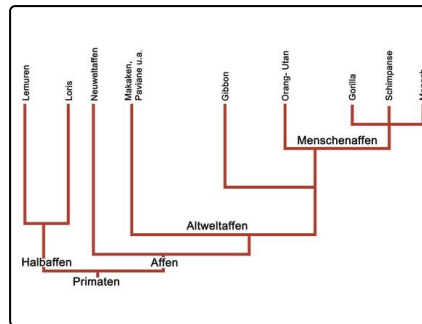 Lemuren
Loris
Neuweltaffen
Makaken,
Paviane u.a.
Gibbon
Orang- Utan
Gorilla
Schimpanse
Menschenaffen
Altweltaffen
Halbaffen
Affen
Primaten